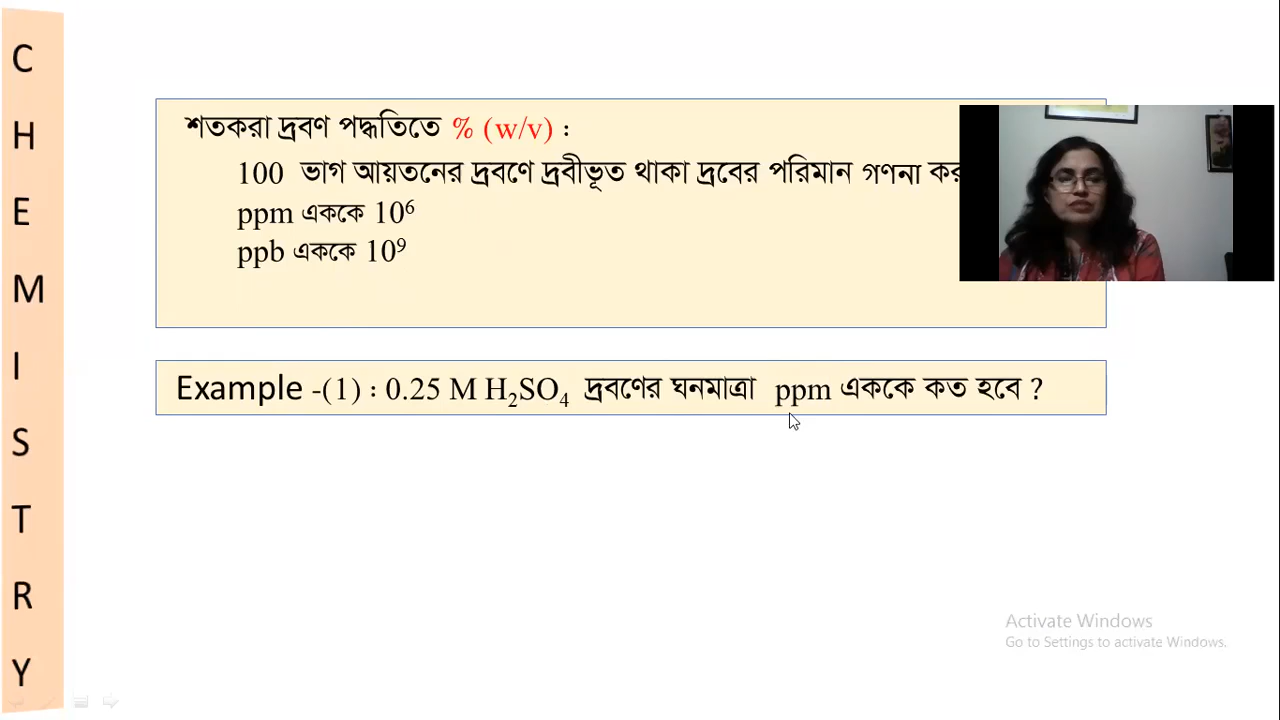 C
H
E
M
I
S
T
R
Y
শতকরা দ্রবণ পদ্ধতিতে % (w/v) :
100 ভাগ আয়তনের দ্রবণে দ্রবীভূত থাকা দ্রবের পরিমান গণনা
ppm এককে 10⁶
ppb এককে 10⁹
Example -(1) : 0.25 M H₂SO₄ দ্রবণের ঘনমাত্রা ppm এককে কত হবে ?
Activate Windows
Go to Settings to activate Windows.